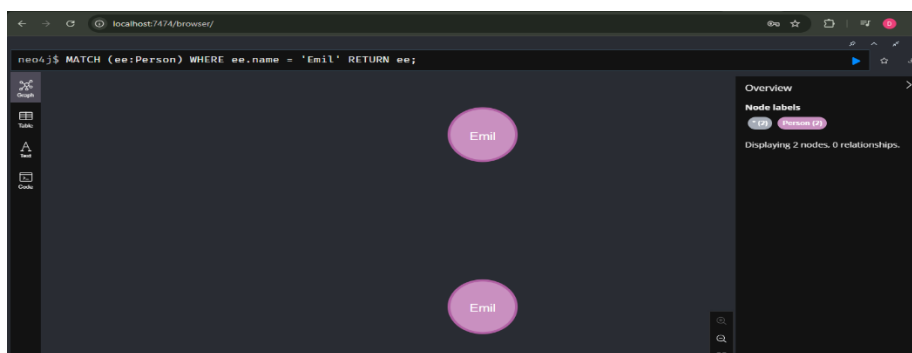 localhost:7474/browser/
D
neo4j$ MATCH (ee:Person) WHERE ee.name = 'Emil' RETURN ee;
Graph
Table
A
Text
Code
Emil
Emil
Overview
Node labels
* (2) Person (2)
Displaying 2 nodes, 0 relationships.